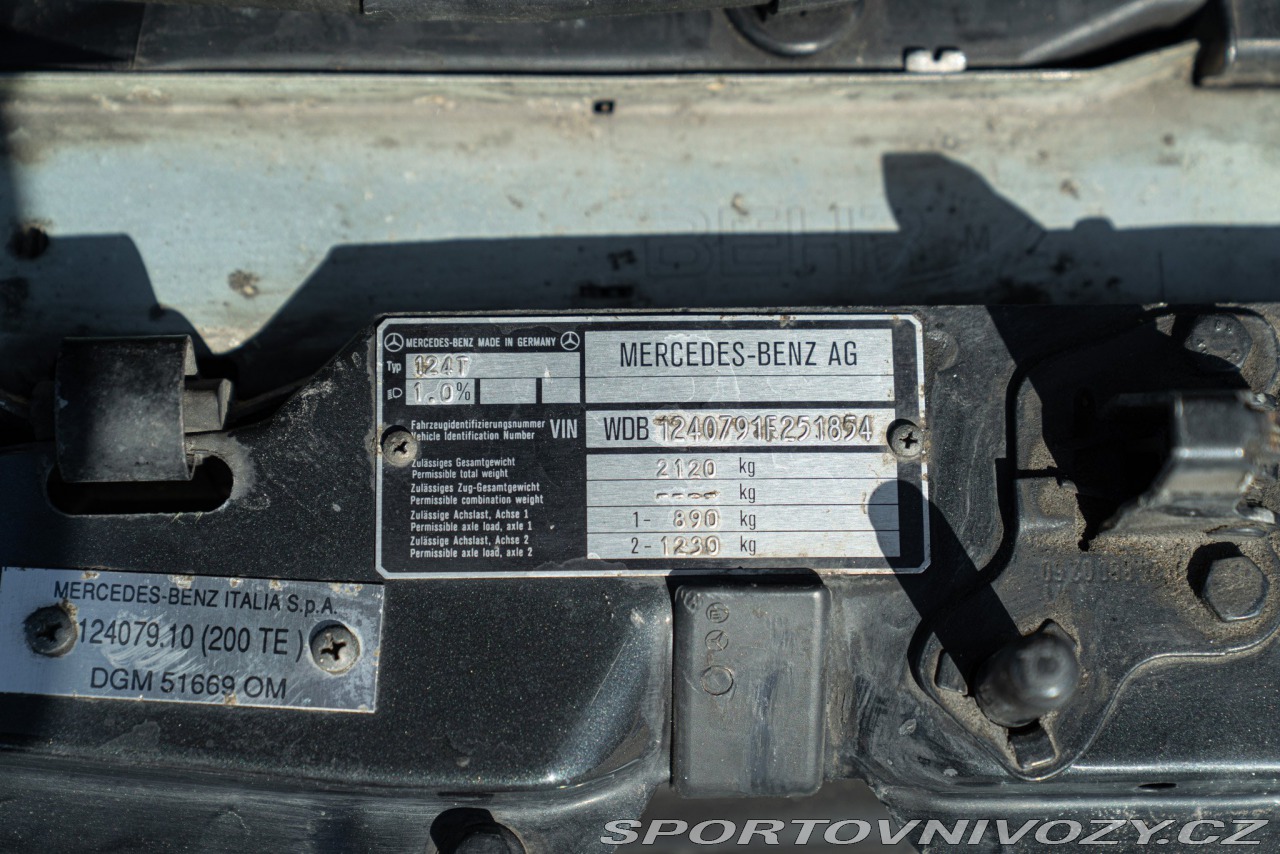 BEHR
MERCEDES-BENZ MADE IN GERMANY
Typ 124T
1.0%
MERCEDES-BENZ AG
Fahrzeugidentifizierungsnummer
Vehicle Identification Number
VIN
WDB 1240791F251854
Zulässiges Gesamtgewicht
Permissible total weight
2120 kg
Zulässiges Zug-Gesamtgewicht
Permissible combination weight
---- kg
Zulässige Achslast, Achse 1
Permissible axle load, axle 1
1- 890 kg
Zulässige Achslast, Achse 2
Permissible axle load, axle 2
2- 1230 kg
MERCEDES-BENZ ITALIA S.p.A.
124079.10 (200 TE )
DGM 51669 OM
SPORTOVNIVOZY.CZ